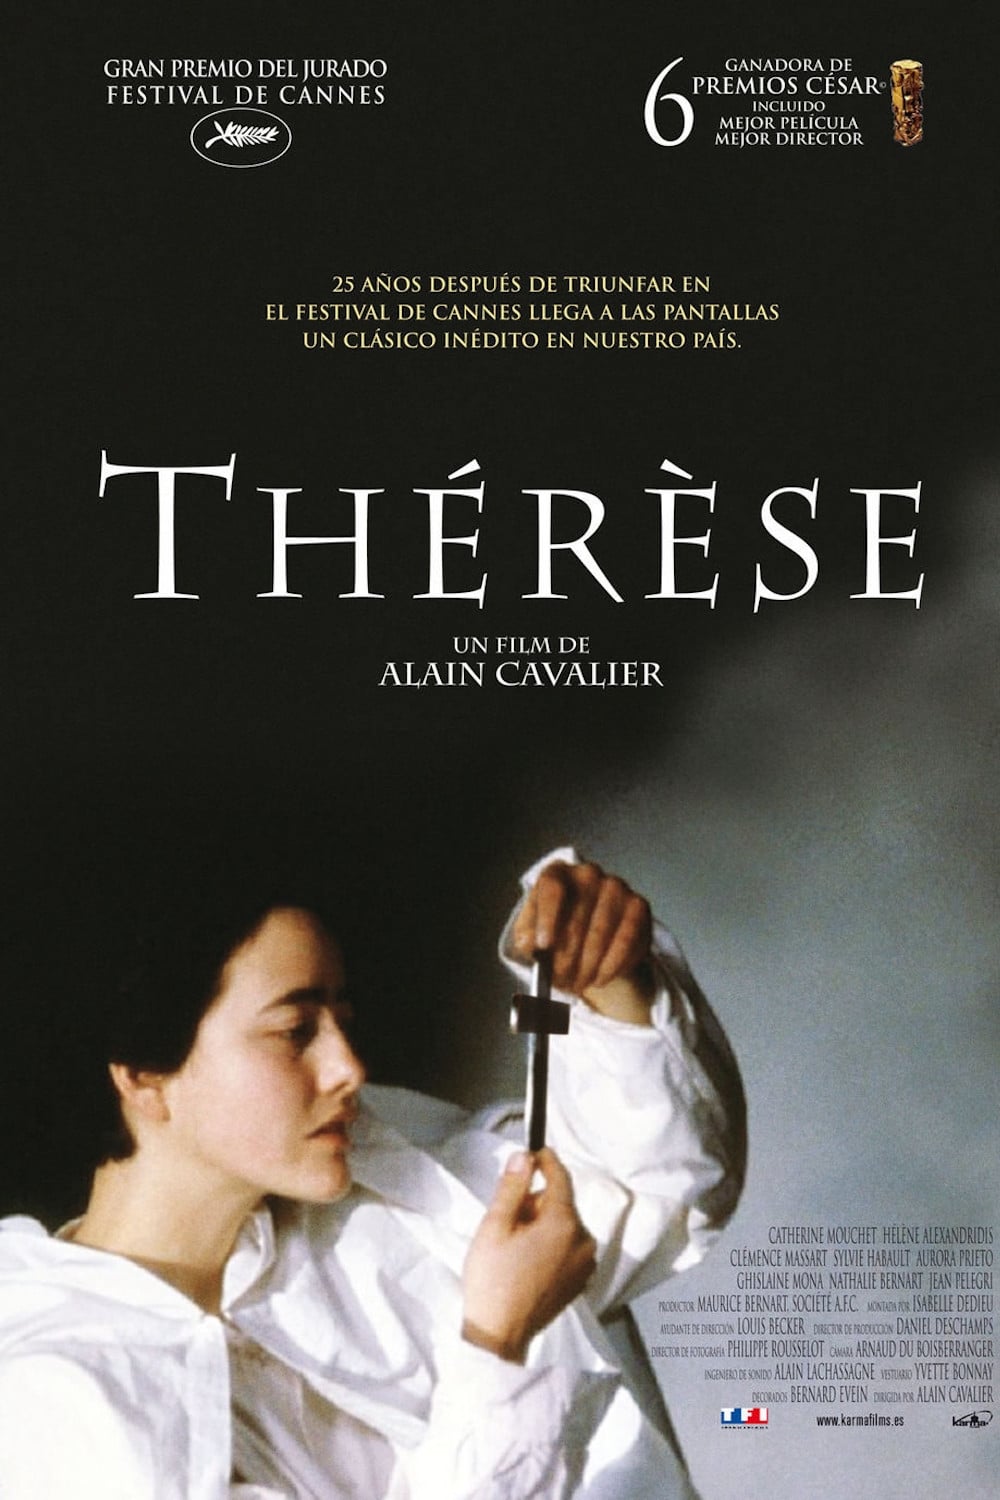 GRAN PREMIO DEL JURADO
FESTIVAL DE CANNES
6
GANADORA DE
PREMIOS CÉSAR©
INCLUIDO
MEJOR PELÍCULA
MEJOR DIRECTOR
25 AÑOS DESPUÉS DE TRIUNFAR EN
EL FESTIVAL DE CANNES LLEGA A LAS PANTALLAS
UN CLÁSICO INÉDITO EN NUESTRO PAÍS.
THÉRÈSE
UN FILM DE
ALAIN CAVALIER
CATHERINE MOUCHET HÉLÈNE ALEXANDRIDIS
CLÉMENCE MASSART SYLVIE HABAULT AURORA PRIETO
GHISLAINE MONA NATHALIE BERNART JEAN PELEGRI
PRODUCTOR MAURICE BERNART, SOCIÉTÉ A.F.C. MONTADA POR ISABELLE DEDIEU
AYUDANTE DE DIRECCIÓN LOUIS BECKER DIRECTOR DE PRODUCCIÓN DANIEL DESCHAMPS
DIRECTOR DE FOTOGRAFÍA PHILIPPE ROUSSELOT CÁMARA ARNAUD DU BOISBERRANGER
INGENIERO DE SONIDO ALAIN LACHASSAGNE VESTUARIO YVETTE BONNAY
DECORADOS BERNARD EVEIN DIRIGIDA POR ALAIN CAVALIER
TF1
www.karmafilms.es
karma